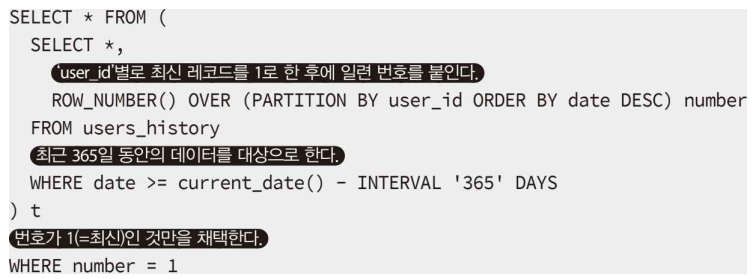 SELECT * FROM (
SELECT *,
'user_id'별로 최신 레코드를 1로 한 후에 일련 번호를 붙인다.
ROW_NUMBER() OVER (PARTITION BY user_id ORDER BY date DESC) number
FROM users_history
최근 365일 동안의 데이터를 대상으로 한다.
WHERE date >= current_date() - INTERVAL '365' DAYS
) t
번호가 1(=최신)인 것만을 채택한다.
WHERE number = 1